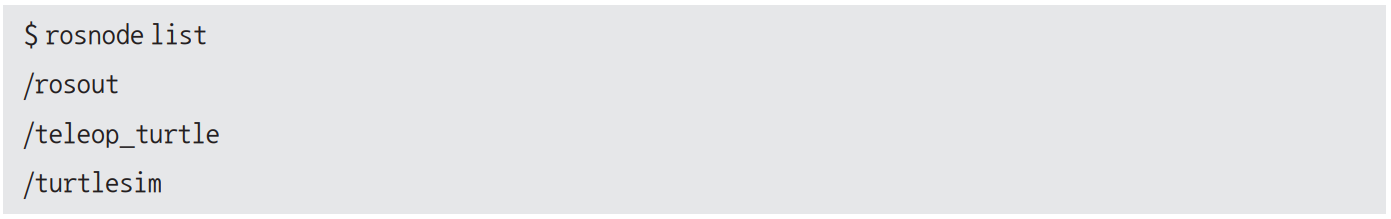 $ rosnode list
/rosout
/teleop_turtle
/turtlesim